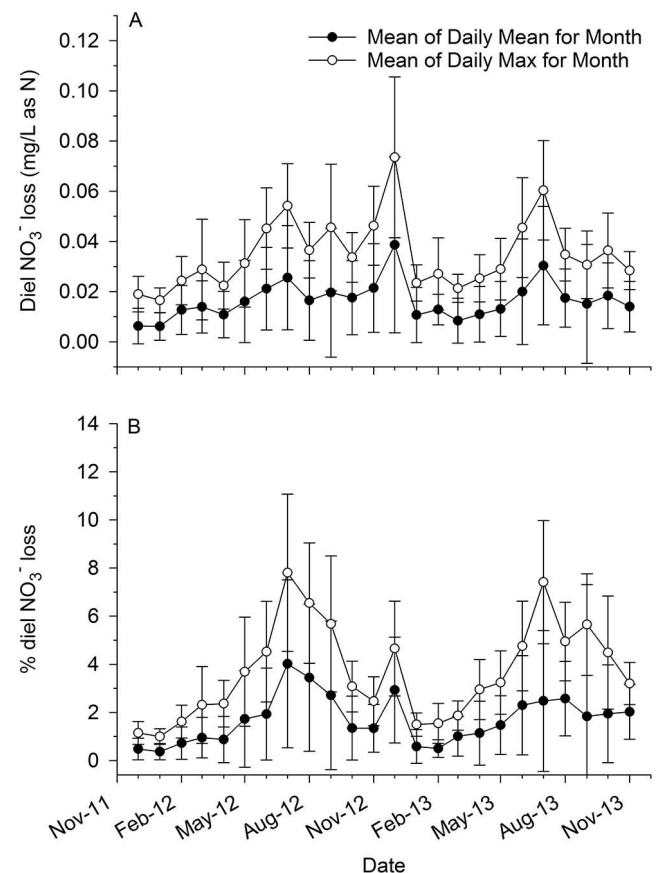 A
Mean of Daily Mean for Month
Mean of Daily Max for Month
Diel NO₃⁻ loss (mg/L as N)
0.12
0.10
0.08
0.06
0.04
0.02
0.00
B
% diel NO₃⁻ loss
14
12
10
8
6
4
2
0
Nov-11
Feb-12
May-12
Aug-12
Nov-12
Feb-13
May-13
Aug-13
Nov-13
Date